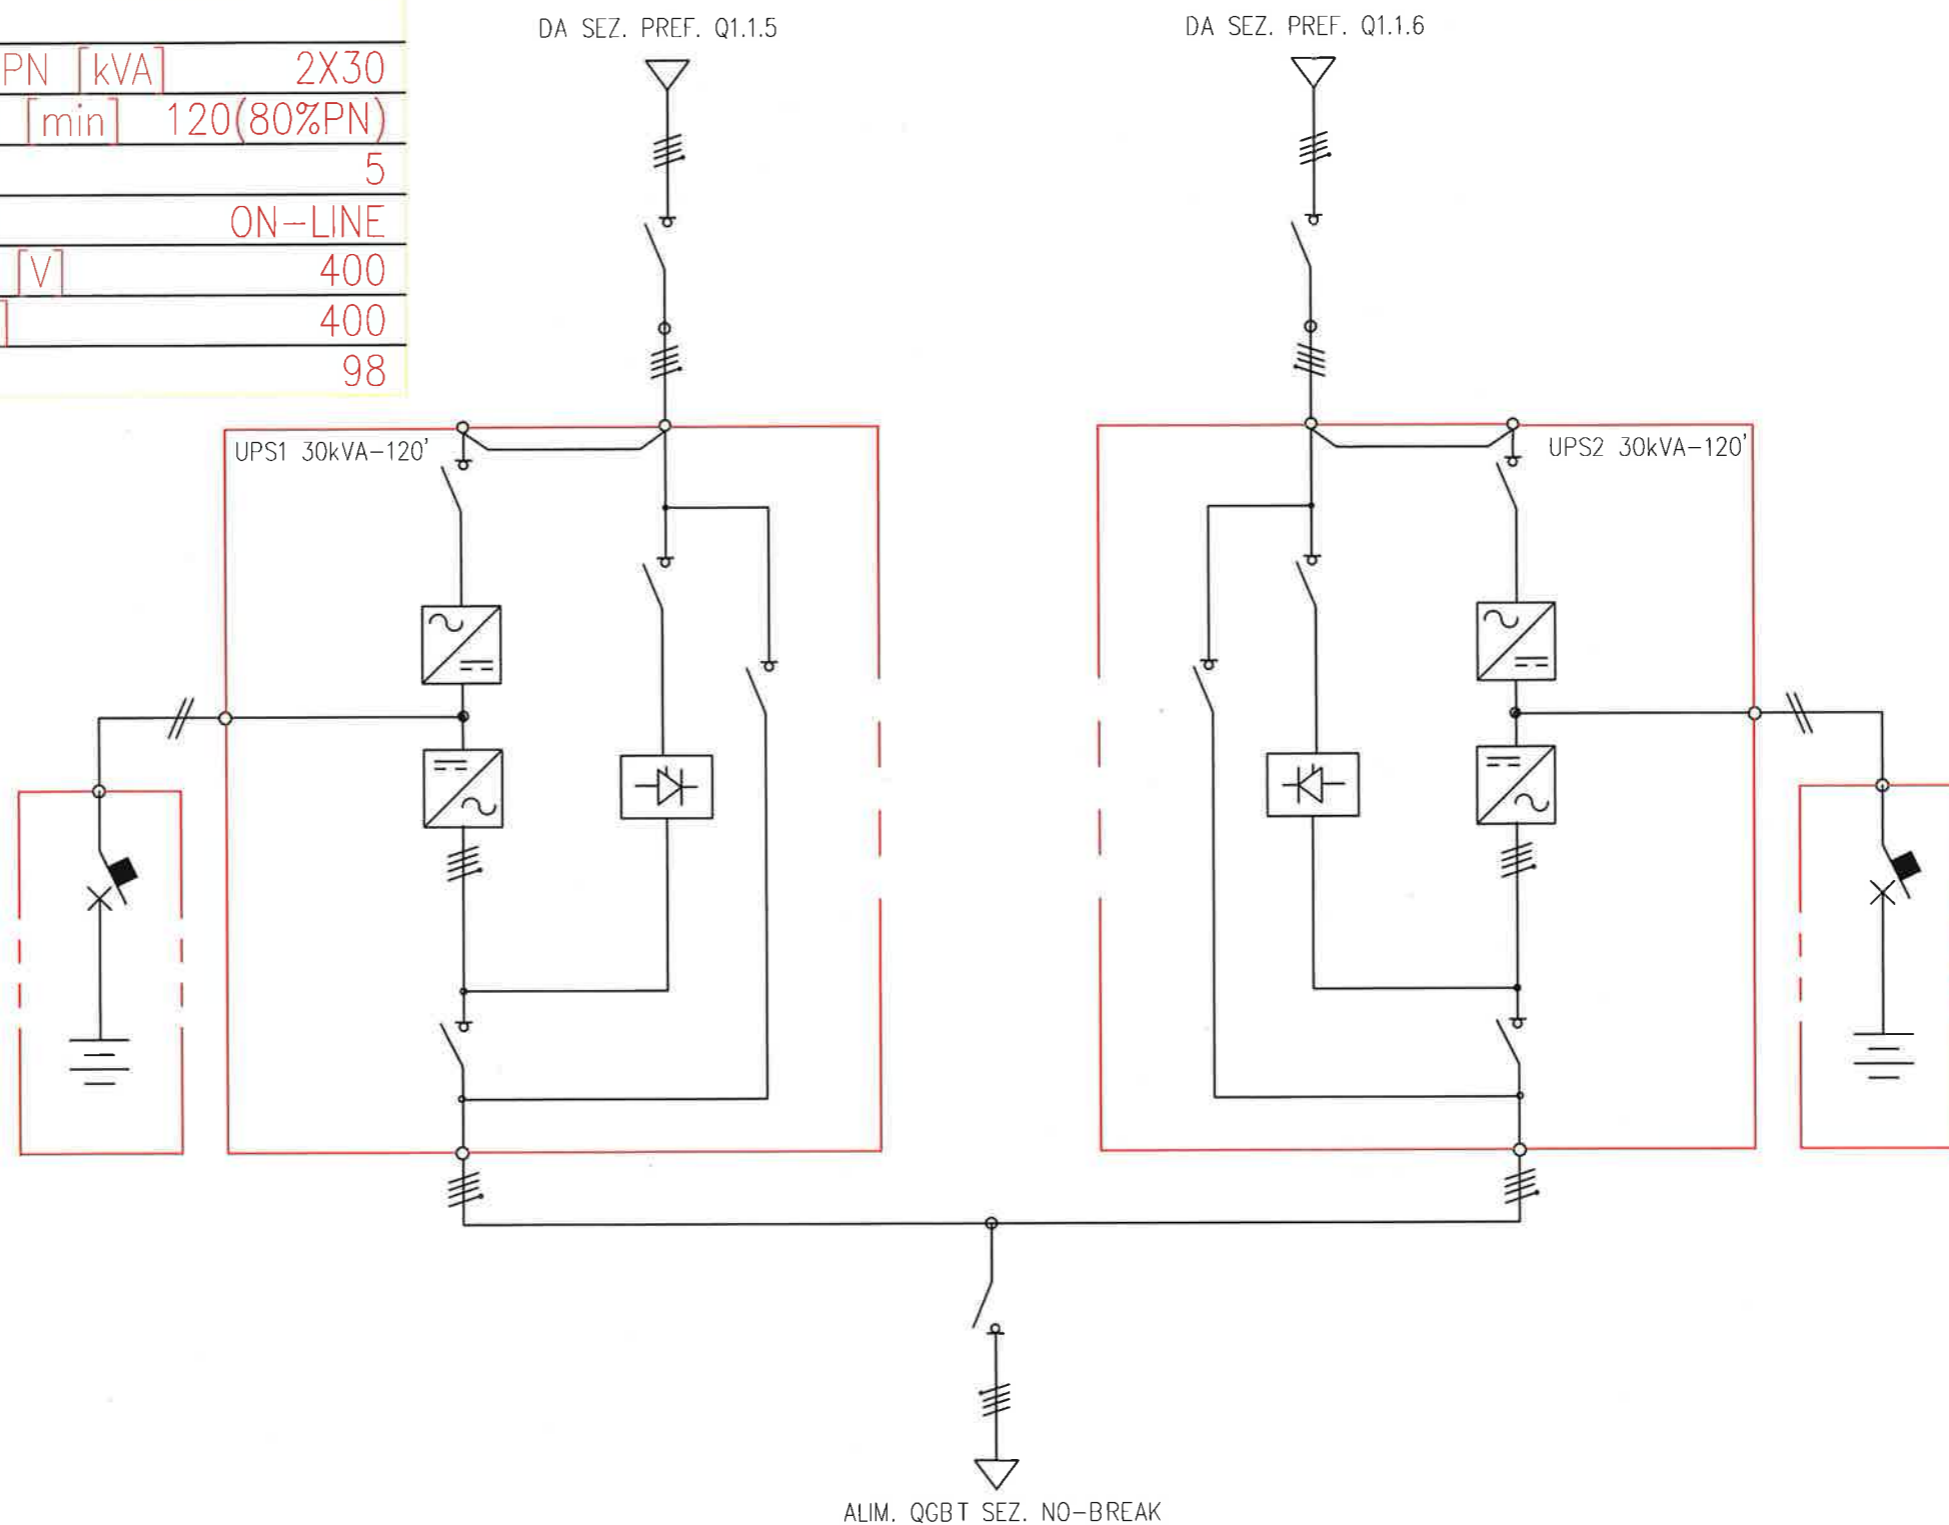 DA SEZ. PREF. Q1.1.5
DA SEZ. PREF. Q1.1.6
PN [kVA] 2X30
[min] 120(80%PN)
5
ON-LINE
[V] 400
] 400
98
UPS1 30kVA-120'
UPS2 30kVA-120'
ALIM. QGBT SEZ. NO-BREAK